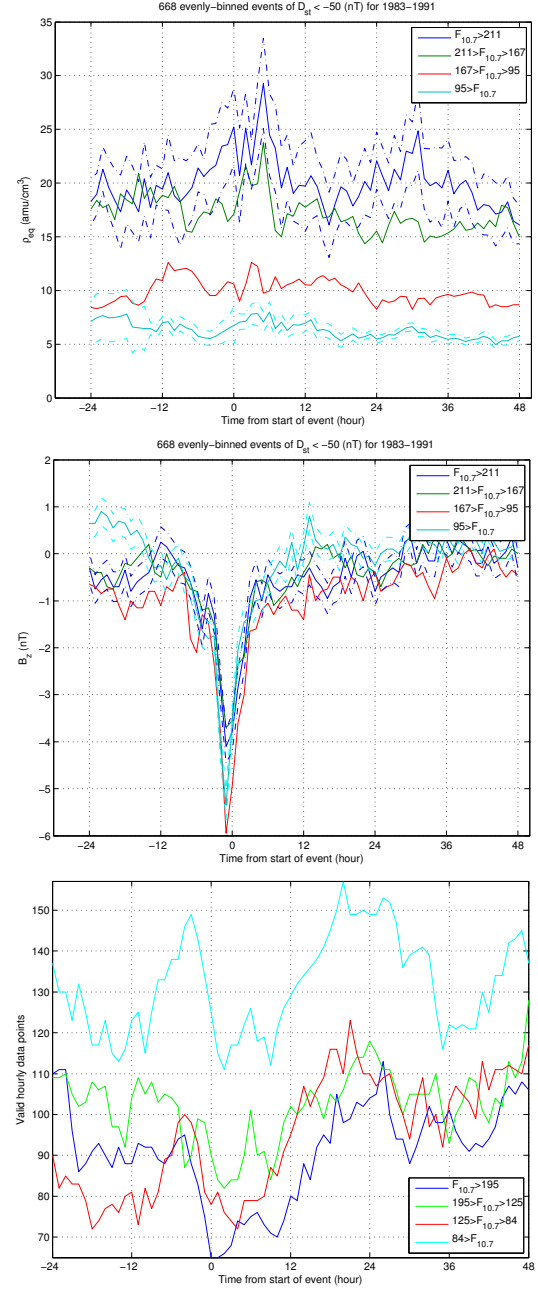 668 evenly-binned events of D_st < −50 (nT) for 1983−1991
35
30
25
20
15
10
5
0
ρ_eq (amu/cm³)
F_10.7>211
211>F_10.7>167
167>F_10.7>95
95>F_10.7
−24 −12 0 12 24 36 48
Time from start of event (hour)
668 evenly-binned events of D_st < −50 (nT) for 1983−1991
2
1
0
−1
−2
−3
−4
−5
−6
B_z (nT)
F_10.7>211
211>F_10.7>167
167>F_10.7>95
95>F_10.7
−24 −12 0 12 24 36 48
Time from start of event (hour)
150
140
130
120
110
100
90
80
70
Valid hourly data points
F_10.7>195
195>F_10.7>125
125>F_10.7>84
84>F_10.7
−24 −12 0 12 24 36 48
Time from start of event (hour)